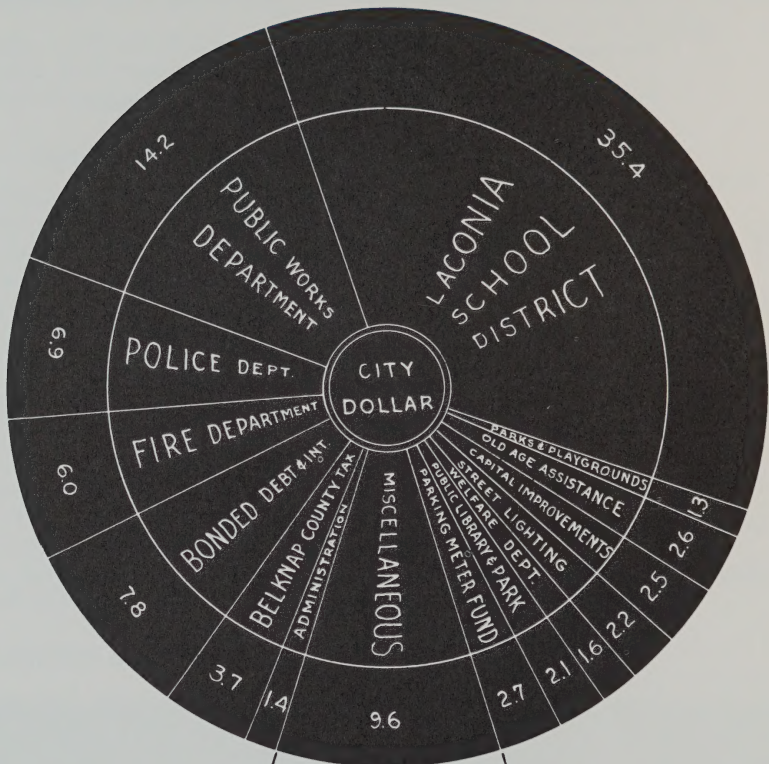 35.4
LACONIA
SCHOOL
DISTRICT
PARKS & PLAYGROUNDS
1.3
OLD AGE ASSISTANCE
2.6
CAPITAL IMPROVEMENTS
2.5
STREET LIGHTING
2.2
WELFARE DEPT.
1.6
PUBLIC LIBRARY & PARK
2.1
PARKING METER FUND
2.7
MISCELLANEOUS
9.6
ADMINISTRATION
1.4
BELKNAP COUNTY TAX
3.7
BONDED DEBT & INT.
7.8
FIRE DEPARTMENT
6.0
POLICE DEPT.
6.9
PUBLIC WORKS
DEPARTMENT
14.2
CITY
DOLLAR